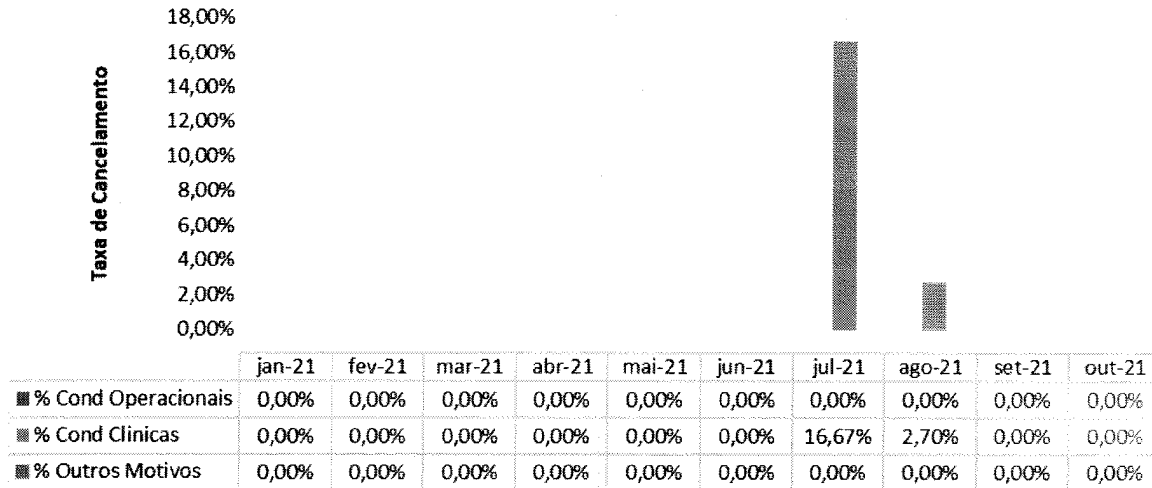 18,00%
16,00%
14,00%
12,00%
10,00%
8,00%
6,00%
4,00%
2,00%
0,00%
Taxa de Cancelamento
jan-21 fev-21 mar-21 abr-21 mai-21 jun-21 jul-21 ago-21 set-21 out-21
% Cond Operacionais 0,00% 0,00% 0,00% 0,00% 0,00% 0,00% 0,00% 0,00% 0,00% 0,00%
% Cond Clinicas 0,00% 0,00% 0,00% 0,00% 0,00% 0,00% 16,67% 2,70% 0,00% 0,00%
% Outros Motivos 0,00% 0,00% 0,00% 0,00% 0,00% 0,00% 0,00% 0,00% 0,00% 0,00%